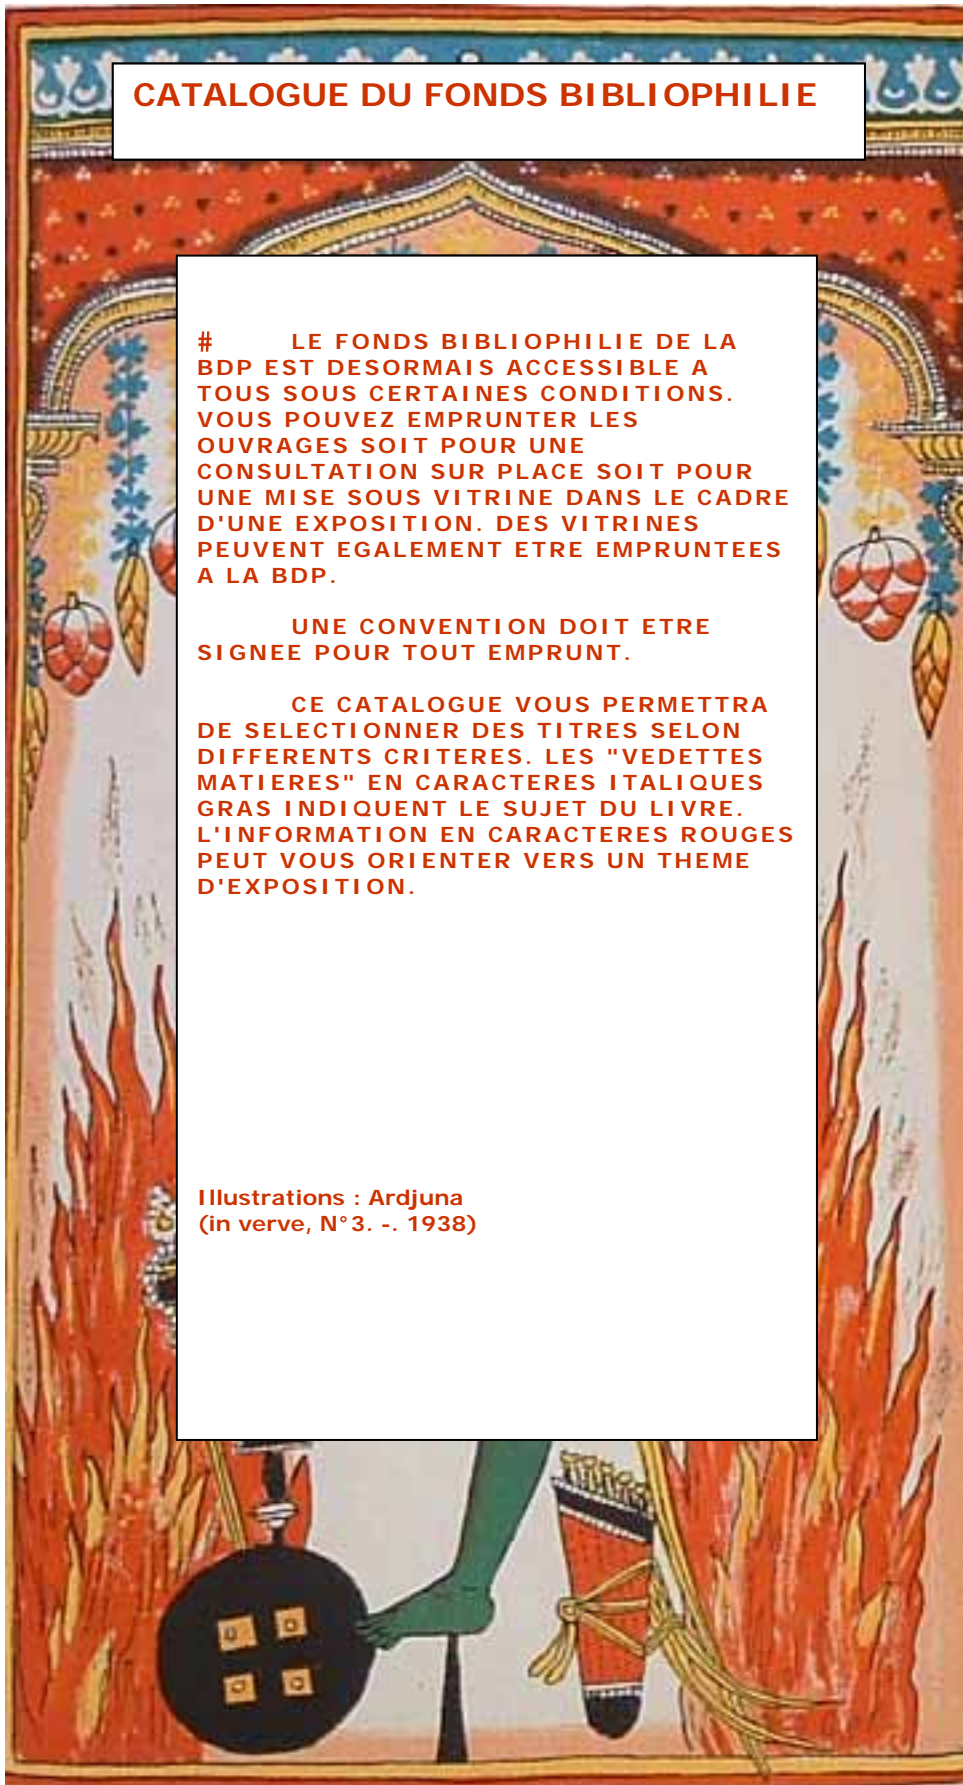 CATALOGUE DU FONDS BIBLIOPHILIE
# LE FONDS BIBLIOPHILIE DE LA
BDP EST DESORMAIS ACCESSIBLE A
TOUS SOUS CERTAINES CONDITIONS.
VOUS POUVEZ EMPRUNTER LES
OUVRAGES SOIT POUR UNE
CONSULTATION SUR PLACE SOIT POUR
UNE MISE SOUS VITRINE DANS LE CADRE
D'UNE EXPOSITION. DES VITRINES
PEUVENT EGALEMENT ETRE EMPRUNTEES
A LA BDP.
UNE CONVENTION DOIT ETRE
SIGNEE POUR TOUT EMPRUNT.
CE CATALOGUE VOUS PERMETTRA
DE SELECTIONNER DES TITRES SELON
DIFFERENTS CRITERES. LES "VEDETTES
MATIERES" EN CARACTERES ITALIQUES
GRAS INDIQUENT LE SUJET DU LIVRE.
L'INFORMATION EN CARACTERES ROUGES
PEUT VOUS ORIENTER VERS UN THEME
D'EXPOSITION.
Illustrations : Ardjuna
(in verve, N°3. -. 1938)